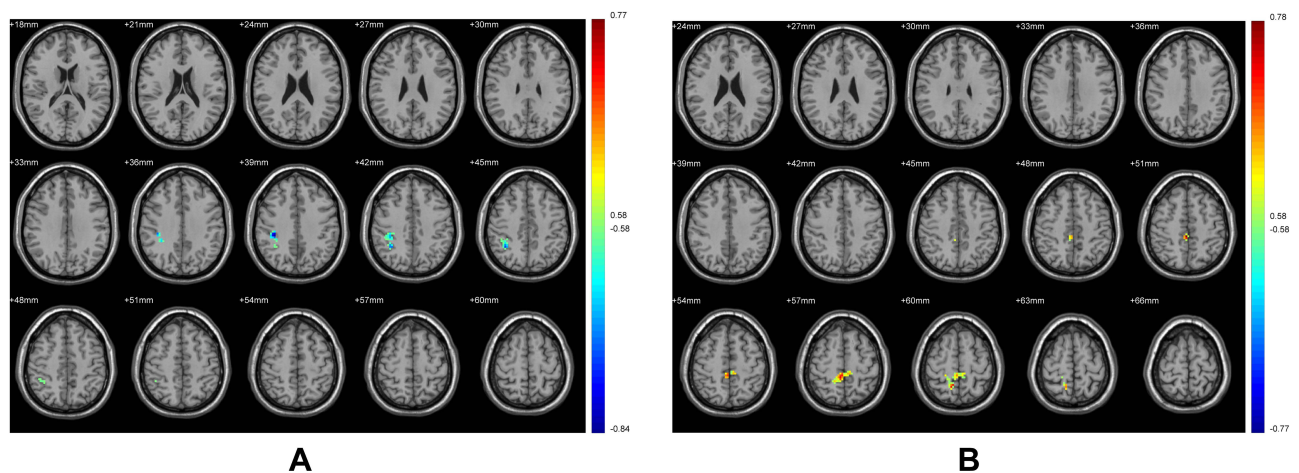 +18mm +21mm +24mm +27mm +30mm
0.77
+33mm +36mm +39mm +42mm +45mm
0.58
-0.58
+48mm +51mm +54mm +57mm +60mm
-0.84
A
+24mm +27mm +30mm +33mm +36mm
0.78
+39mm +42mm +45mm +48mm +51mm
0.58
-0.58
+54mm +57mm +60mm +63mm +66mm
-0.77
B